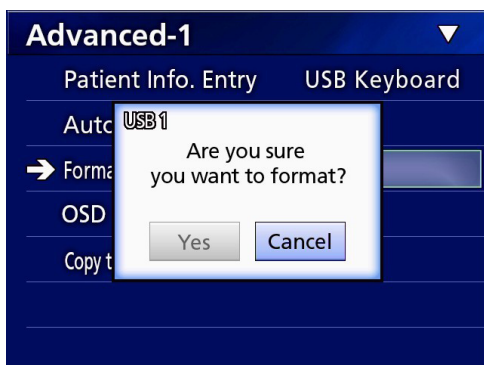 Advanced-1
Patient Info. Entry USB Keyboard
Auto
USB 1
Are you sure
you want to format?
Forma
OSD
Yes Cancel
Copy t